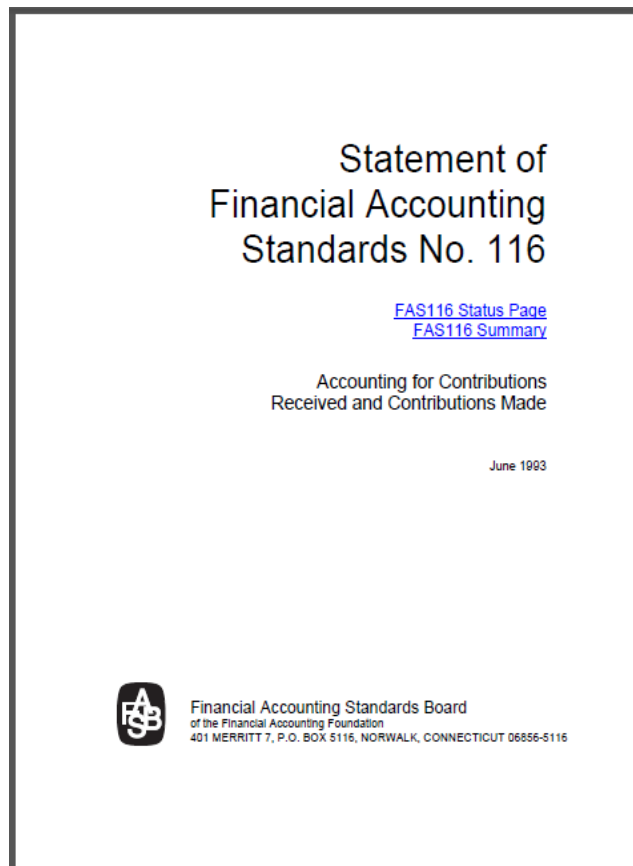 Statement of
Financial Accounting
Standards No. 116
FAS116 Status Page
FAS116 Summary
Accounting for Contributions
Received and Contributions Made
June 1993
FASB
Financial Accounting Standards Board
of the Financial Accounting Foundation
401 MERRITT 7, P.O. BOX 5116, NORWALK, CONNECTICUT 06856-5116